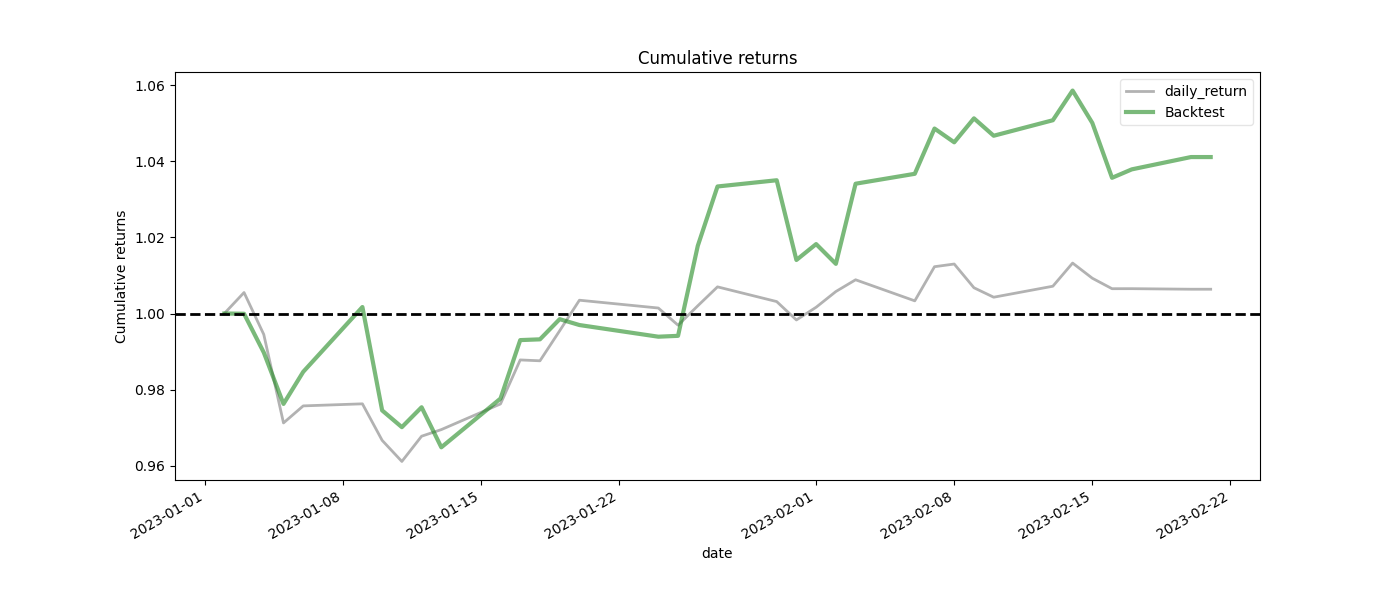 Cumulative returns
daily_return
Backtest
Cumulative returns
1.06
1.04
1.02
1.00
0.98
0.96
2023-01-01
2023-01-08
2023-01-15
2023-01-22
2023-02-01
2023-02-08
2023-02-15
2023-02-22
date